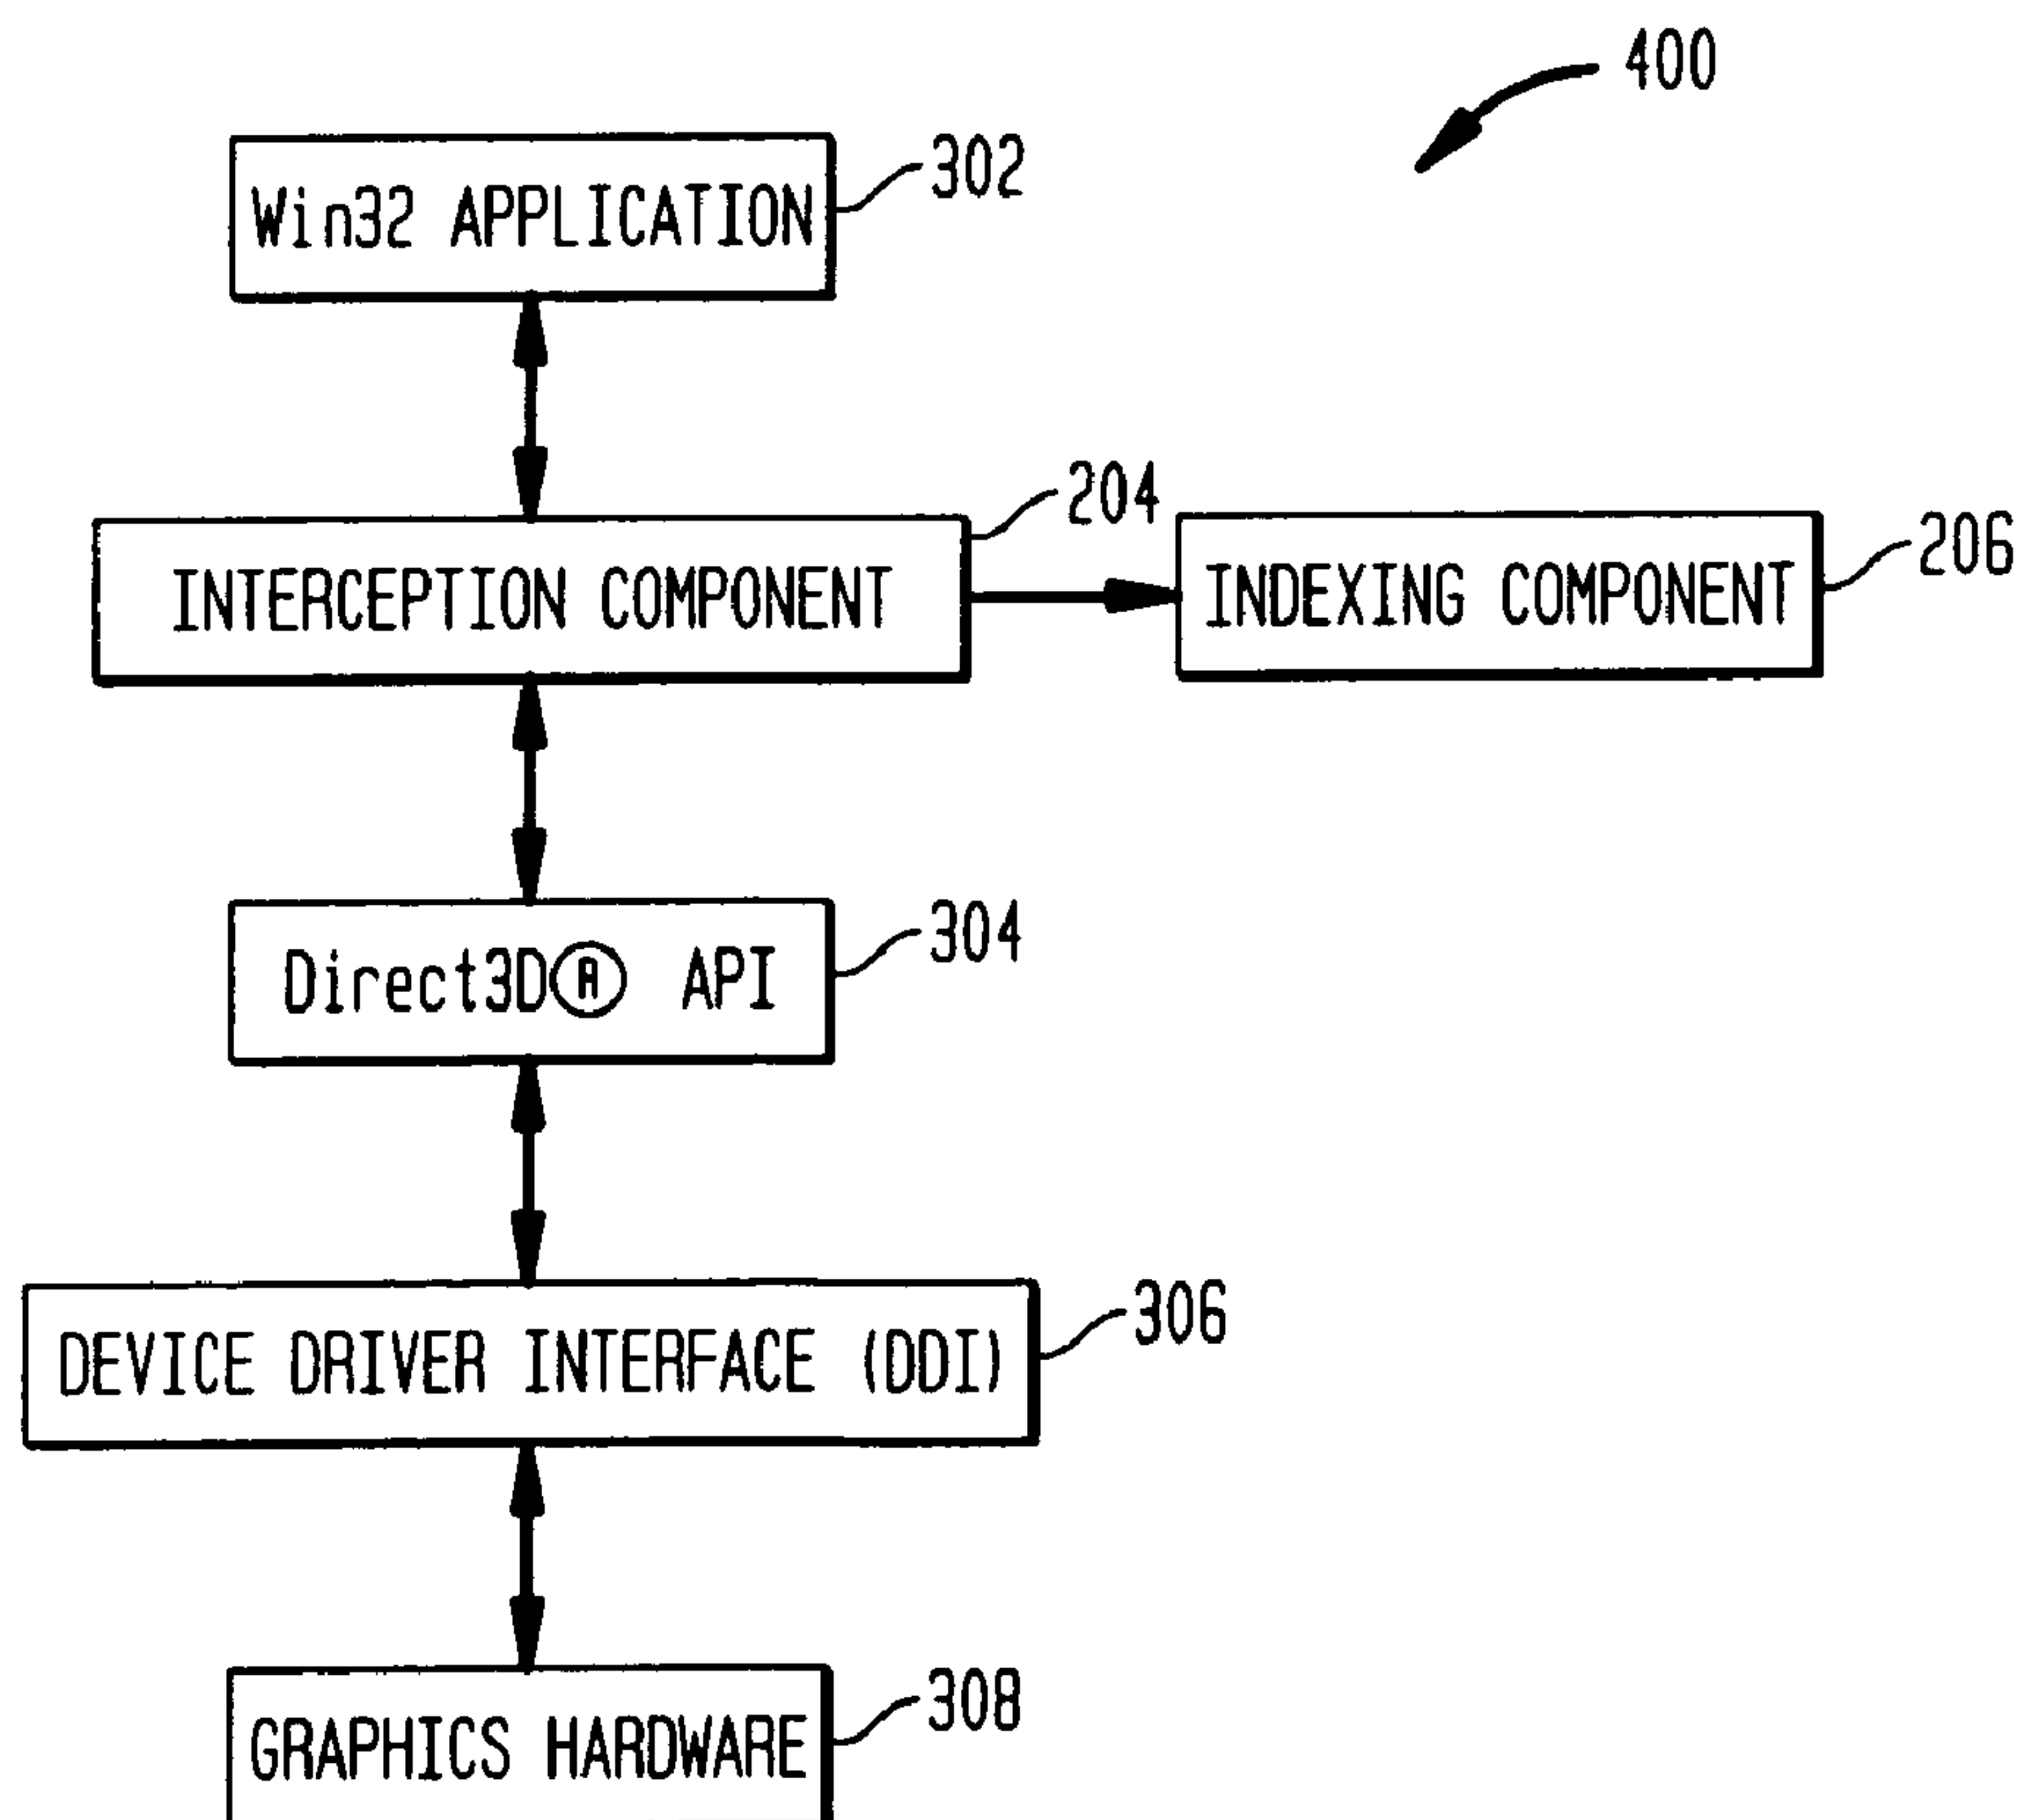 400
302
Win32 APPLICATION
204
INTERCEPTION COMPONENT
206
INDEXING COMPONENT
304
Direct3D® API
306
DEVICE DRIVER INTERFACE (DDI)
308
GRAPHICS HARDWARE